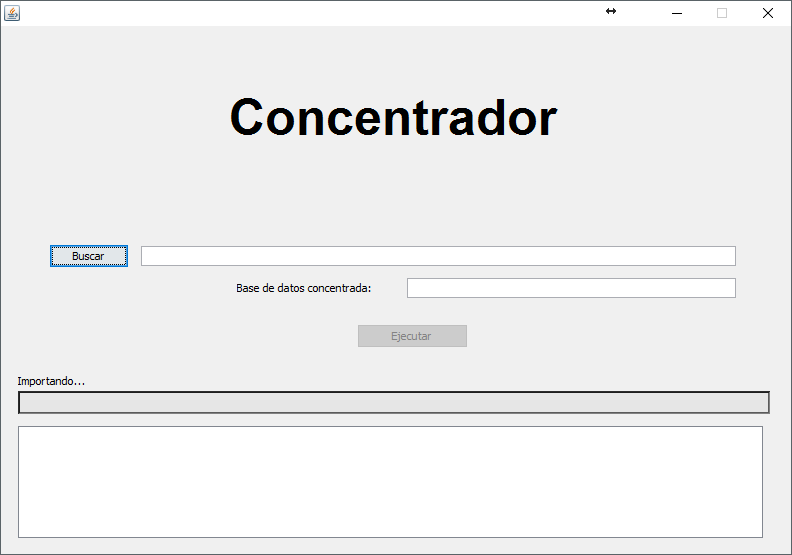 Concentrador
Buscar
Base de datos concentrada:
Ejecutar
Importando...